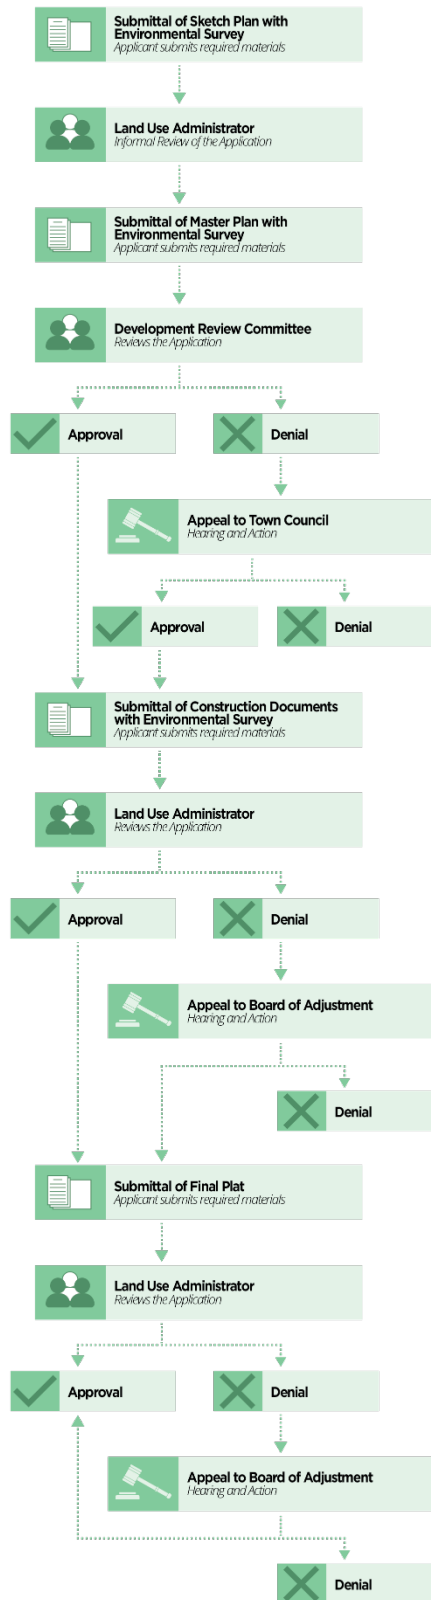 Submittal of Sketch Plan with
Environmental Survey
Applicant submits required materials
Land Use Administrator
Informal Review of the Application
Submittal of Master Plan with
Environmental Survey
Applicant submits required materials
Development Review Committee
Reviews the Application
Approval
Denial
Appeal to Town Council
Hearing and Action
Approval
Denial
Submittal of Construction Documents
with Environmental Survey
Applicant submits required materials
Land Use Administrator
Reviews the Application
Approval
Denial
Appeal to Board of Adjustment
Hearing and Action
Denial
Submittal of Final Plat
Applicant submits required materials
Land Use Administrator
Reviews the Application
Approval
Denial
Appeal to Board of Adjustment
Hearing and Action
Denial